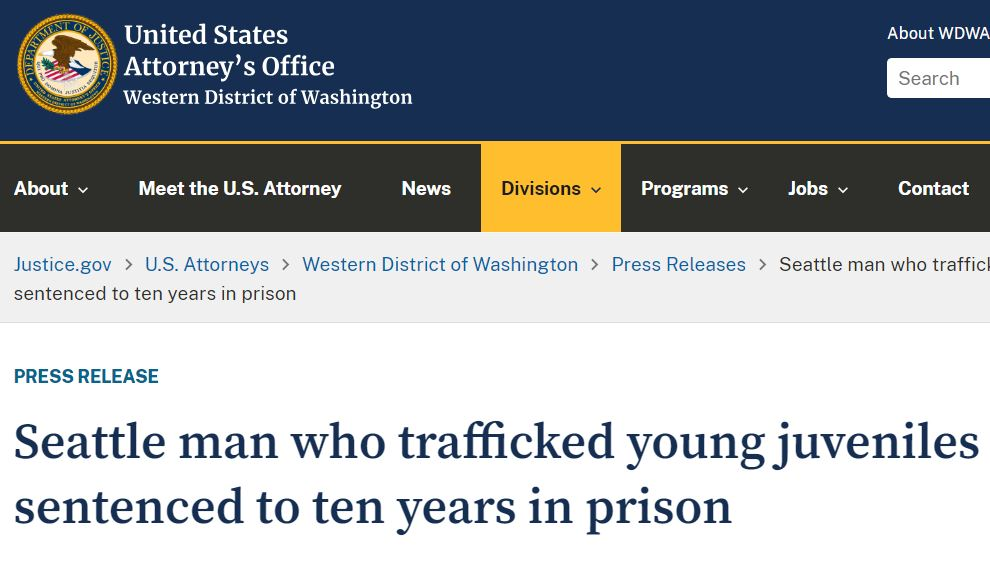 United States
Attorney's Office
Western District of Washington
About WDWA
Search
About
Meet the U.S. Attorney
News
Divisions
Programs
Jobs
Contact
Justice.gov > U.S. Attorneys > Western District of Washington > Press Releases > Seattle man who
sentenced to ten years in prison
PRESS RELEASE
Seattle man who trafficked young juveniles
sentenced to ten years in prison